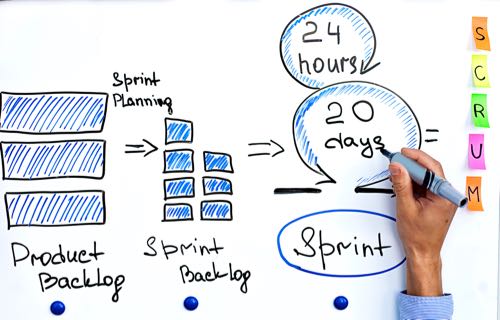 Sprint
Planning
24
hours
20
days
Product
Backlog
Sprint
Backlog
Sprint
S
C
R
U
M